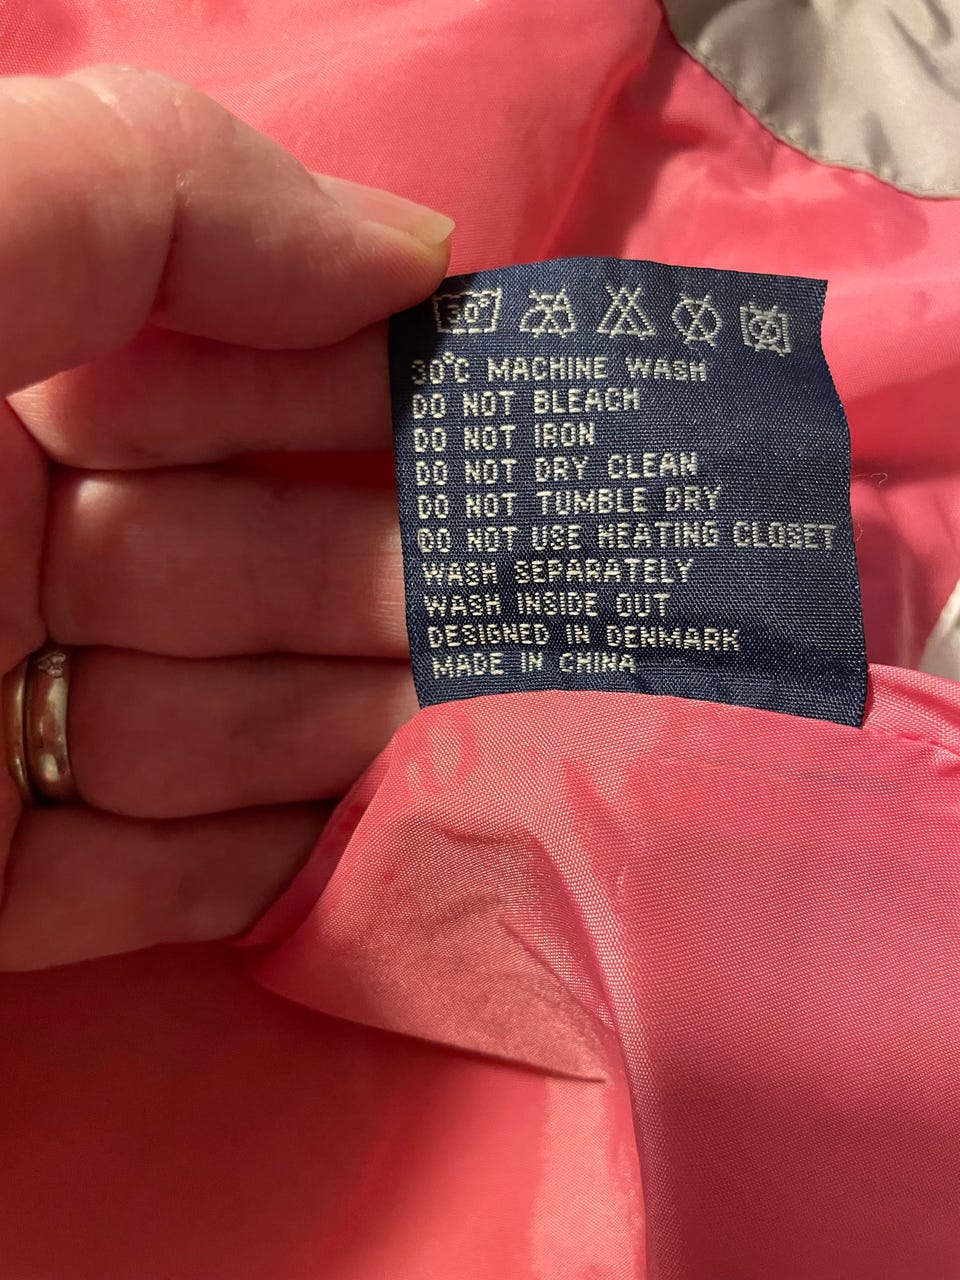 30°
30°C MACHINE WASH
DO NOT BLEACH
DO NOT IRON
DO NOT DRY CLEAN
DO NOT TUMBLE DRY
DO NOT USE HEATING CLOSET
WASH SEPARATELY
WASH INSIDE OUT
DESIGNED IN DENMARK
MADE IN CHINA